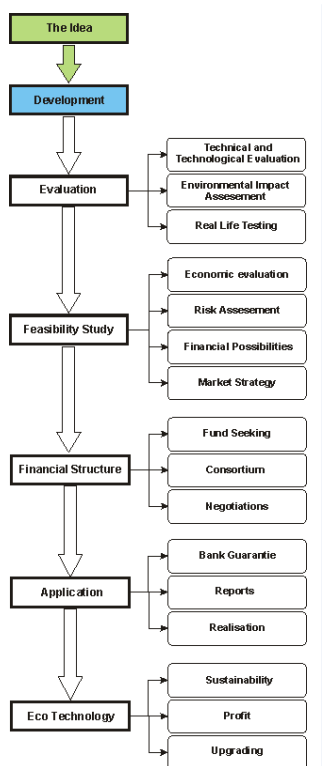 The Idea
Development
Evaluation
Technical and
Technological Evaluation
Environmental Impact
Assesement
Real Life Testing
Feasibility Study
Economic evaluation
Risk Assesement
Financial Possibilities
Market Strategy
Financial Structure
Fund Seeking
Consortium
Negotiations
Application
Bank Guarantie
Reports
Realisation
Eco Technology
Sustainability
Profit
Upgrading